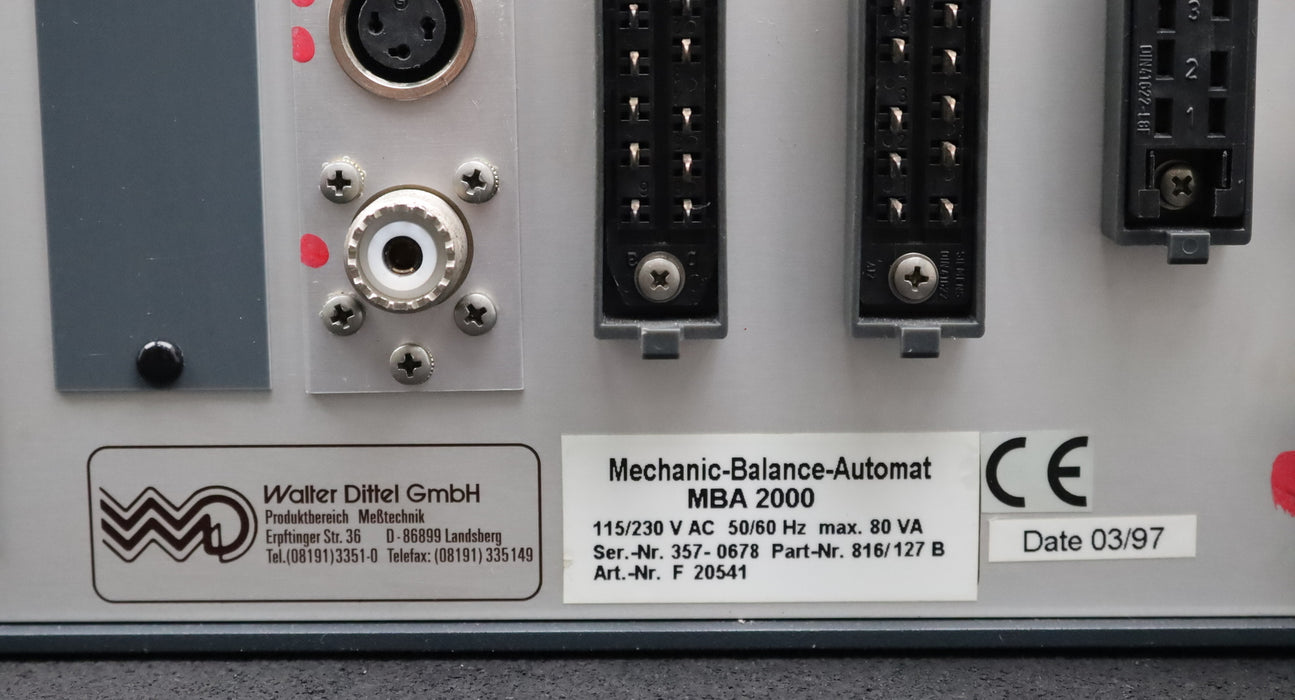 3
2
1
DIN41622-LGF
Walter Dittel GmbH
Produktbereich Meßtechnik
Erpftinger Str. 36 D-86899 Landsberg
Tel.(08191)3351-0 Telefax: (08191) 335149
Mechanic-Balance-Automat
MBA 2000
115/230 V AC 50/60 Hz max. 80 VA
Ser.-Nr. 357- 0678 Part-Nr. 816/127 B
Art.-Nr. F 20541
CE
Date 03/97